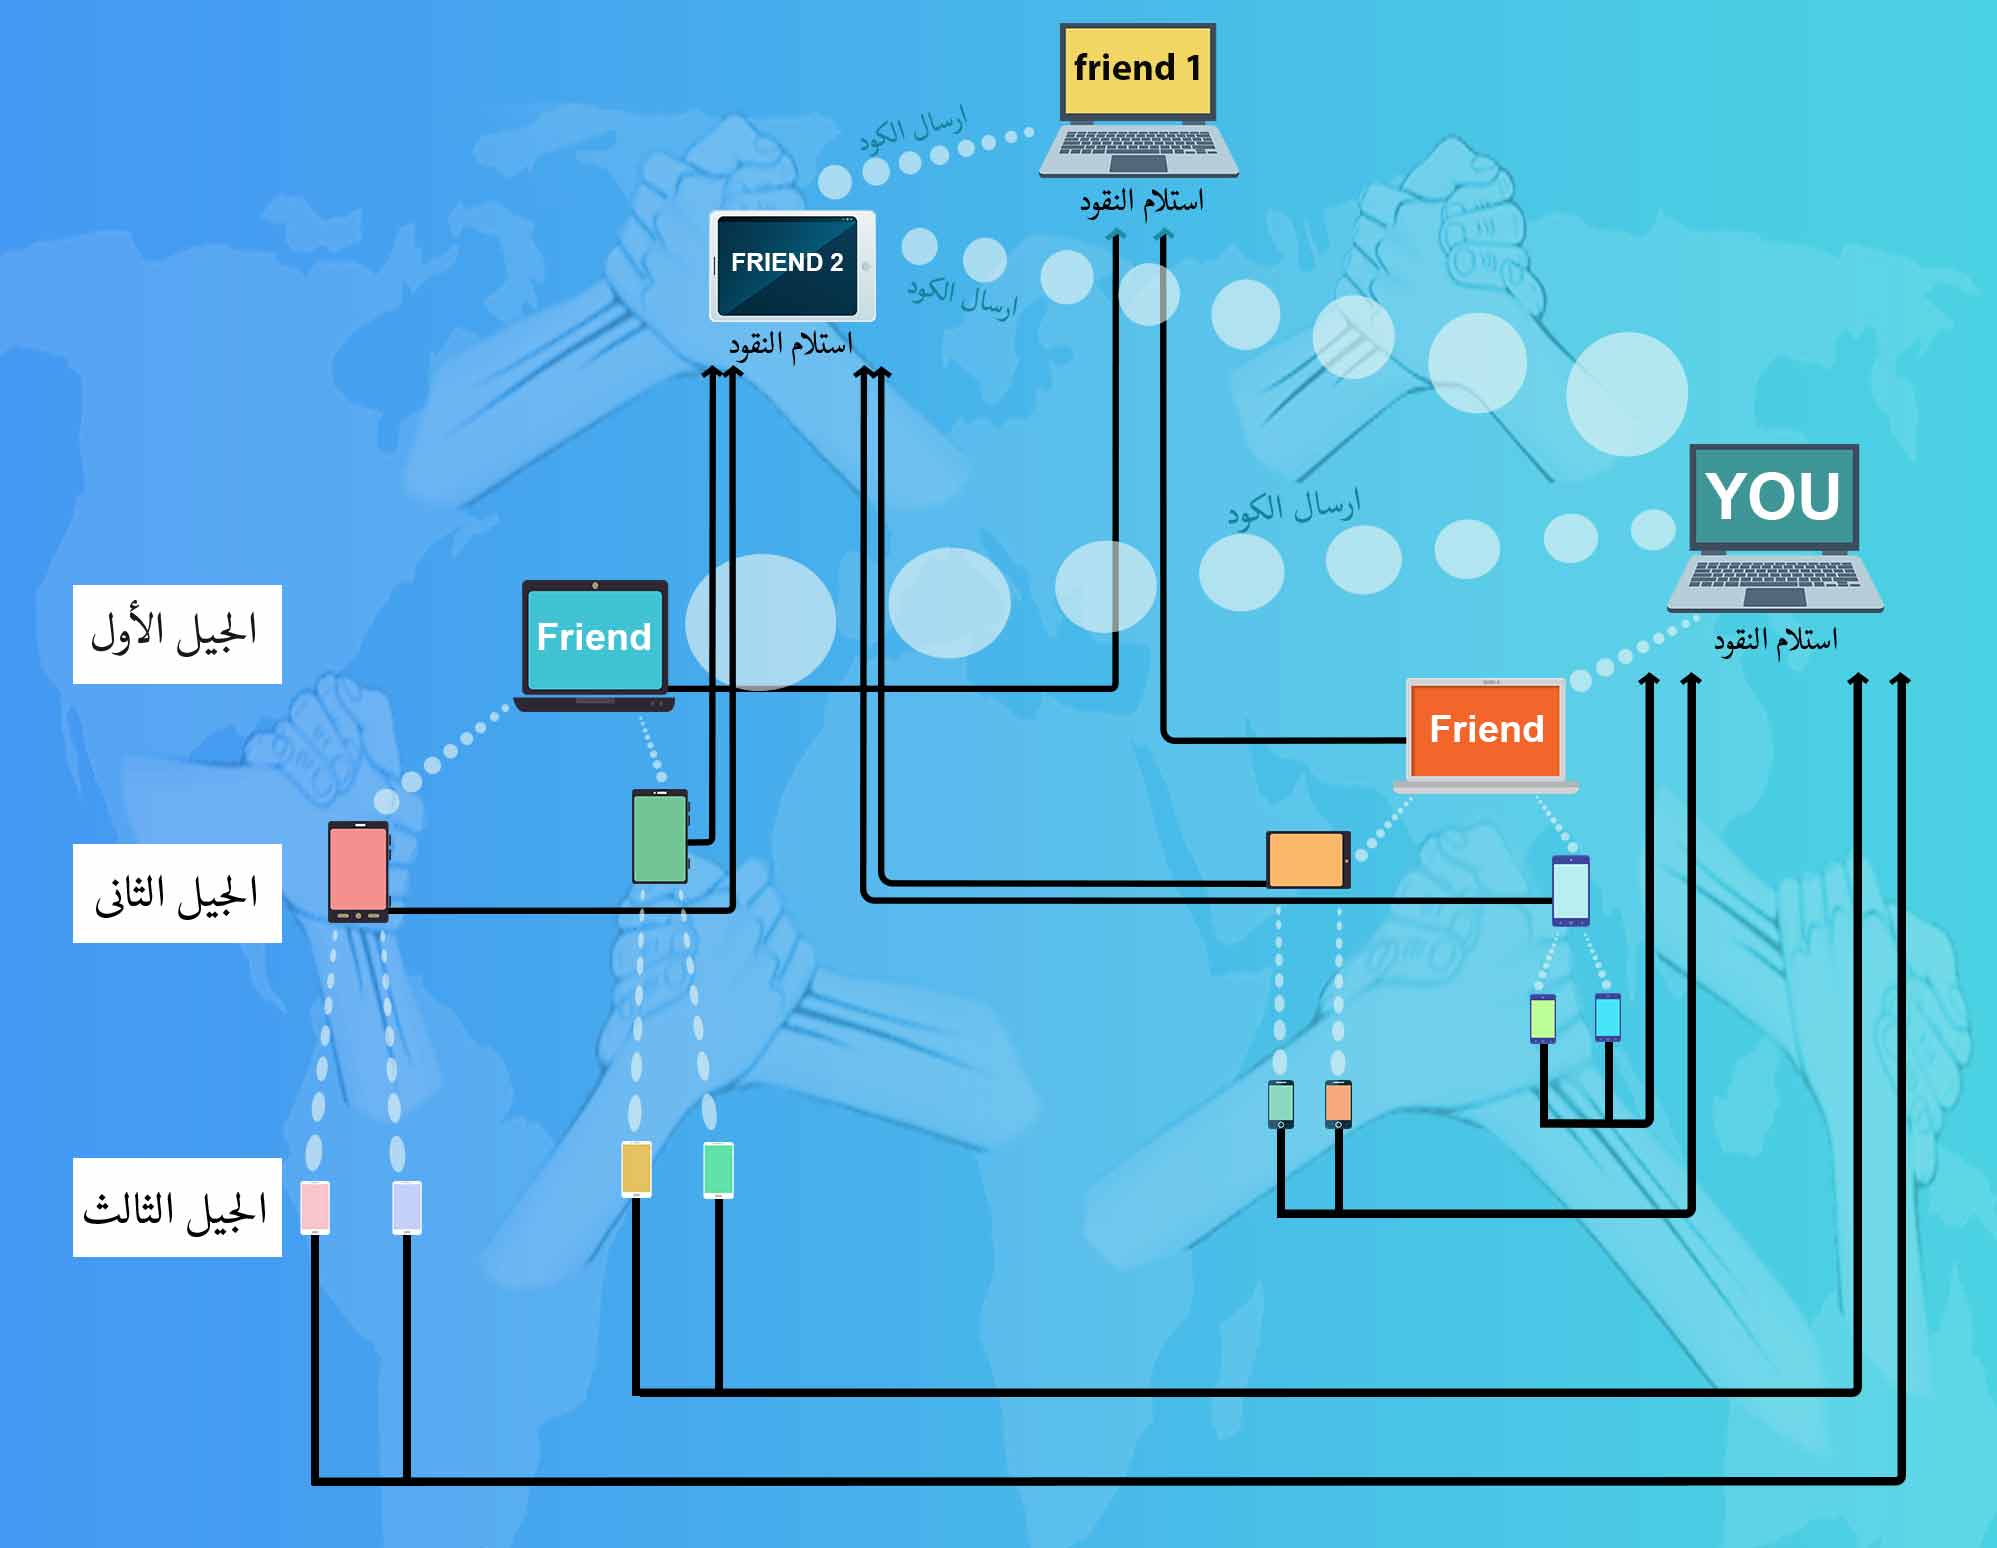 friend 1
ارسال الكود
استلام النقود
FRIEND 2
ارسال الكود
استلام النقود
YOU
ارسال الكود
استلام النقود
الجيل الأول
Friend
Friend
الجيل الثانى
الجيل الثالث